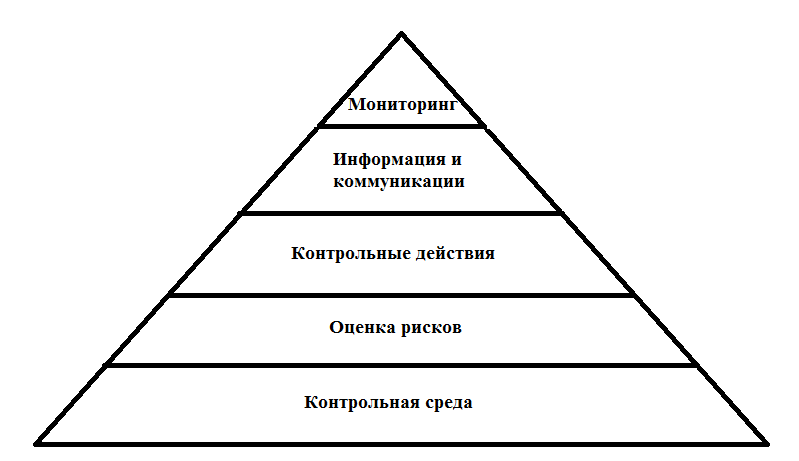 Мониторинг
Информация и
коммуникации
Контрольные действия
Оценка рисков
Контрольная среда